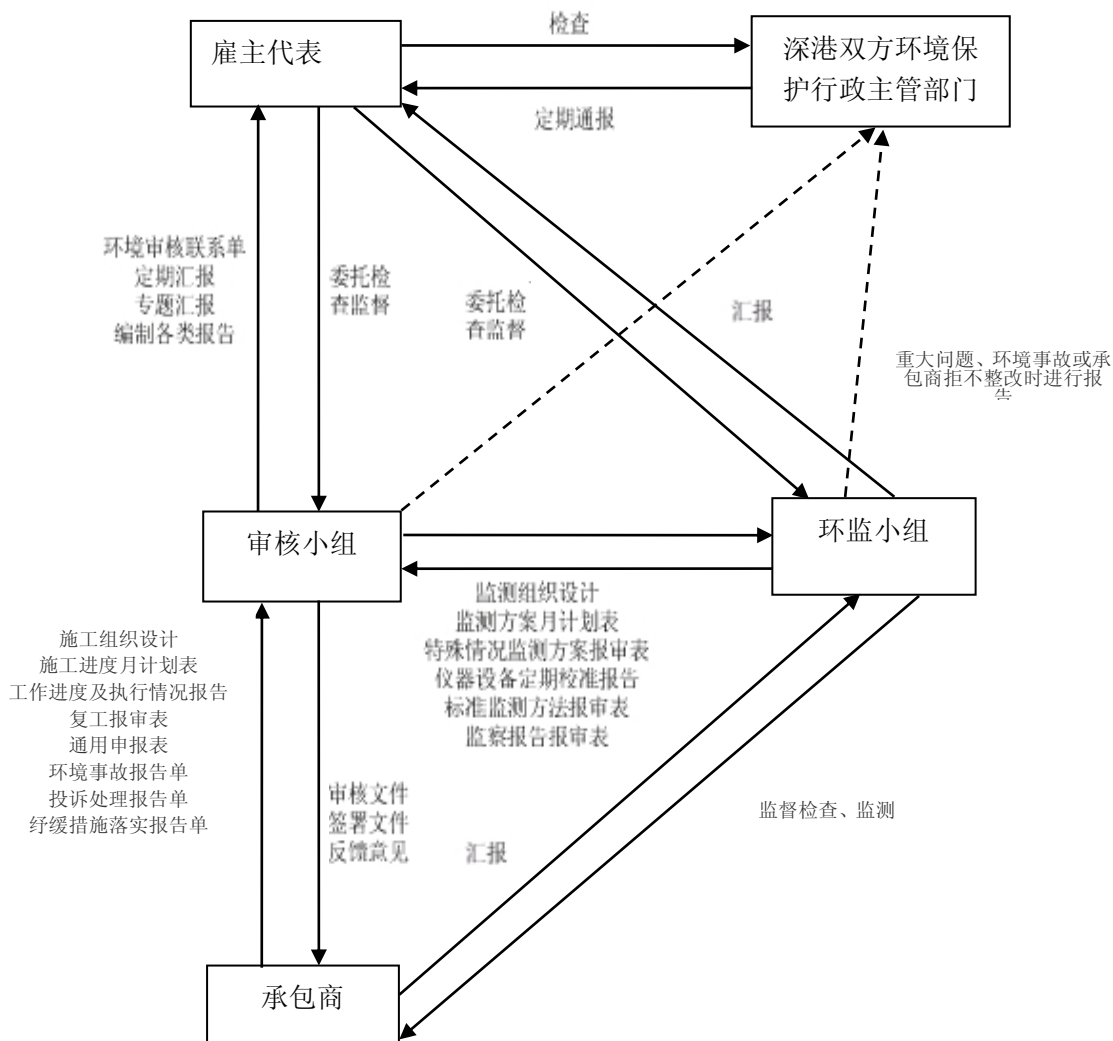 检查
雇主代表
深港双方环境保
护行政主管部门
定期通报
环境审核联系单
定期汇报
专题汇报
编制各类报告
委托检
查监督
委托检
查监督
汇报
重大问题、环境事故或承
包商拒不整改时进行报
告
审核小组
环监小组
监测组织设计
监测方案月计划表
特殊情况监测方案报审表
仪器设备定期校准报告
标准监测方法报审表
监察报告报审表
施工组织设计
施工进度月计划表
工作进度及执行情况报告
复工报审表
通用申报表
环境事故报告单
投诉处理报告单
纾缓措施落实报告单
审核文件
签署文件
反馈意见
汇报
监督检查、监测
承包商